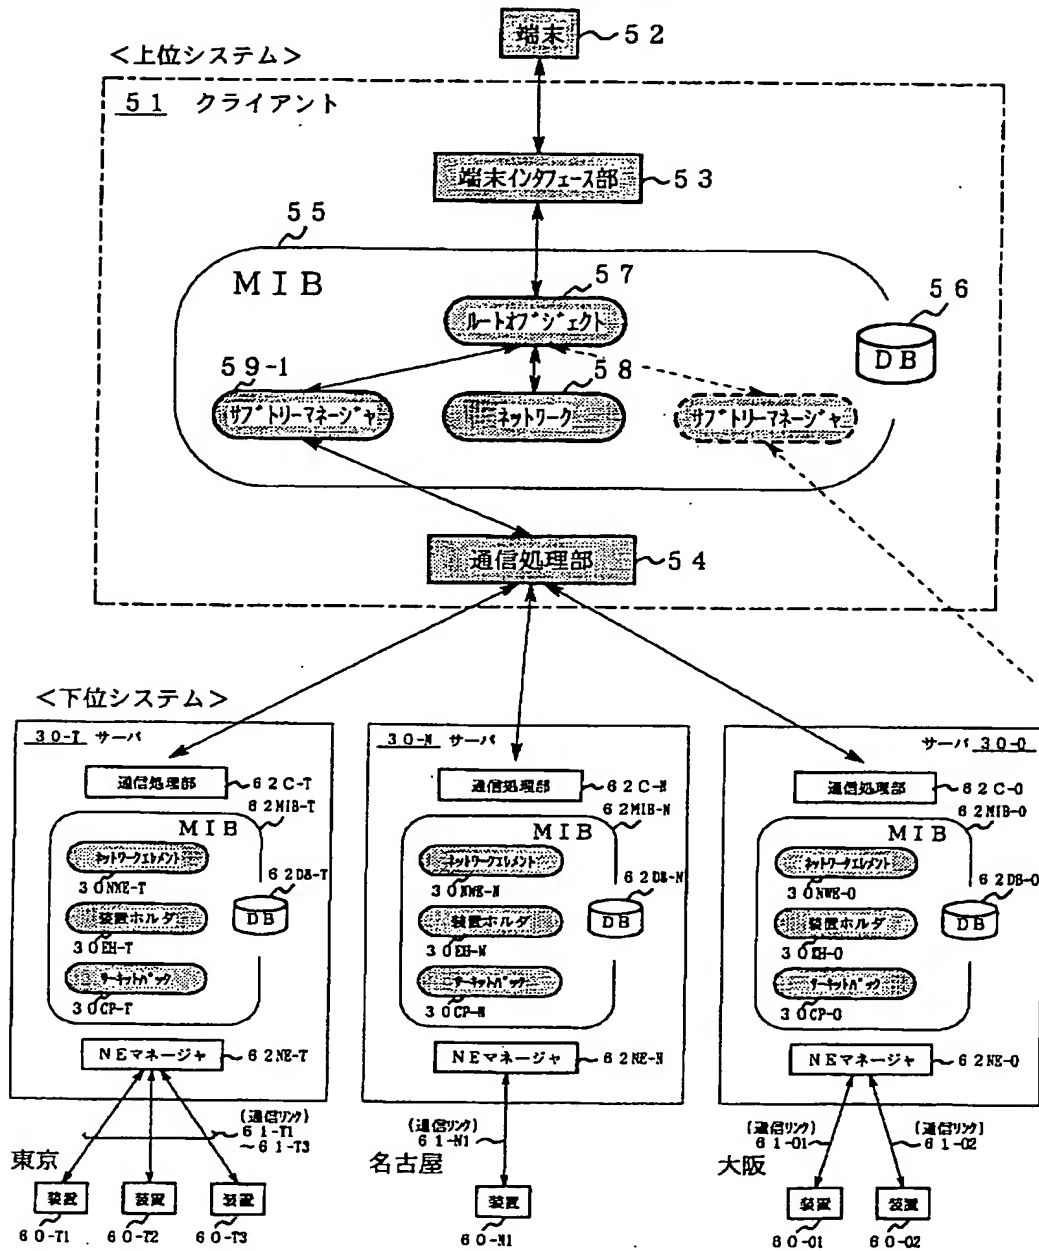 端末 52
<上位システム>
51 クライアント
端末インタフェース部 53
55
MIB
57
ルートオブジェクト
56
DB
59-1
58
サブトリーマネージャ
ネットワーク
サブトリーマネージャ
通信処理部 54
<下位システム>
30-T サーバ
通信処理部 62C-T
62MIB-T
MIB
ネットワークエレメント
30NWE-T
62DB-T
DB
装置ホルダ
30EH-T
サーキットパック
30CP-T
NEマネージャ 62NE-T
(通信リンク)
61-T1
~61-T3
東京
装置 装置 装置
60-T1 60-T2 60-T3
30-N サーバ
通信処理部 62C-N
62MIB-N
MIB
ネットワークエレメント
30NWE-N
62DB-N
DB
装置ホルダ
30EH-N
サーキットパック
30CP-N
NEマネージャ 62NE-N
(通信リンク)
61-N1
名古屋
装置
60-N1
サーバ 30-O
通信処理部 62C-O
62MIB-O
MIB
ネットワークエレメント
30NWE-O
62DB-O
DB
装置ホルダ
30EH-O
サーキットパック
30CP-O
NEマネージャ 62NE-O
(通信リンク)
61-O1
(通信リンク)
61-O2
大阪
装置 装置
60-O1 60-O2